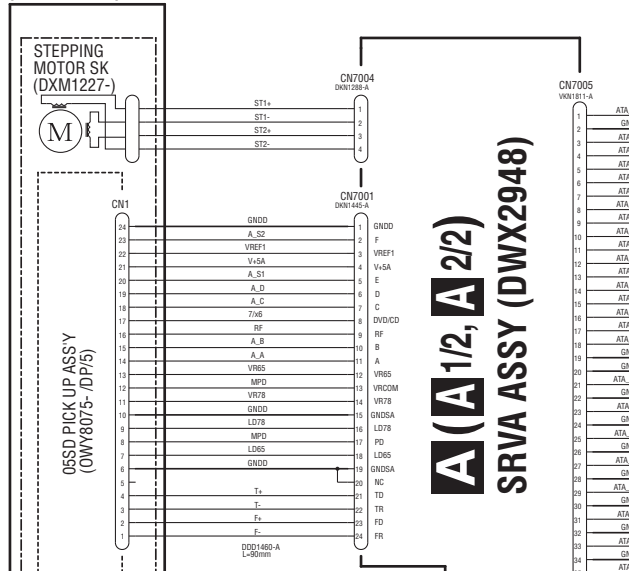 STEPPING
MOTOR SK
(DXM1227-)
M
ST1+
ST1-
ST2+
ST2-
CN7004
DKN1288-A
1
2
3
4
CN7005
VKN1811-A
CN1
CN7001
DKN1445-A
24 GNDD 1 GNDD
23 A_S2 2 F
22 VREF1 3 VREF1
21 V+5A 4 V+5A
20 A_S1 5 E
19 A_D 6 D
18 A_C 7 C
17 7/x6 8 DVD/CD
16 RF 9 RF
15 A_B 10 B
14 A_A 11 A
13 VR65 12 VR65
12 MPD 13 VRCOM
11 VR78 14 VR78
10 GNDD 15 GNDSA
9 LD78 16 LD78
8 MPD 17 PD
7 LD65 18 LD65
6 GNDD 19 GNDSA
5 20 NC
4 T+ 21 TD
3 T- 22 TR
2 F+ 23 FD
1 F- 24 FR
DDD1460-A
L=90mm
05SD PICK UP ASS'Y
(OWY8075- /DP/5)
A ( A 1/2, A 2/2)
SRVA ASSY (DWX2948)
1
2
3
4
5
6
7
8
9
10
11
12
13
14
15
16
17
18
19
20
21
22
23
24
25
26
27
28
29
30
31
32
33
34